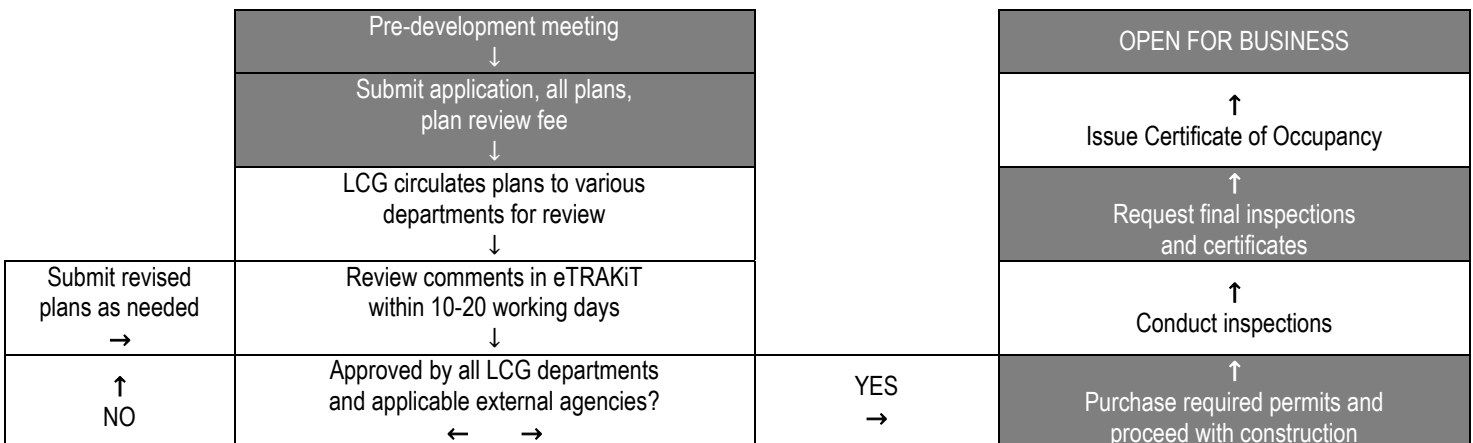 Pre-development meeting
↓
Submit application, all plans,
plan review fee
↓
LCG circulates plans to various
departments for review
↓
Submit revised
plans as needed
→
Review comments in eTRAKiT
within 10-20 working days
↓
↑
NO
Approved by all LCG departments
and applicable external agencies?
← →
YES
→
OPEN FOR BUSINESS
↑
Issue Certificate of Occupancy
↑
Request final inspections
and certificates
↑
Conduct inspections
↑
Purchase required permits and
proceed with construction